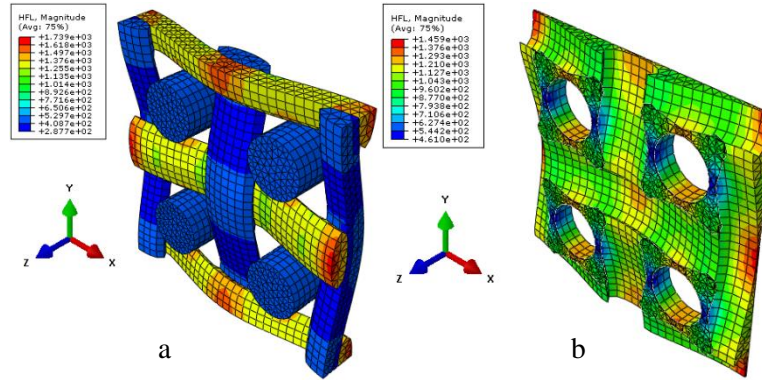 HFL, Magnitude
(Avg: 75%)
+1.739e+03
+1.618e+03
+1.497e+03
+1.376e+03
+1.255e+03
+1.135e+03
+1.014e+03
+8.926e+02
+7.716e+02
+6.506e+02
+5.297e+02
+4.087e+02
+2.877e+02
Y
Z
X
a
HFL, Magnitude
(Avg: 75%)
+1.459e+03
+1.376e+03
+1.293e+03
+1.210e+03
+1.127e+03
+1.043e+03
+9.602e+02
+8.770e+02
+7.938e+02
+7.106e+02
+6.274e+02
+5.442e+02
+4.610e+02
Y
Z
X
b